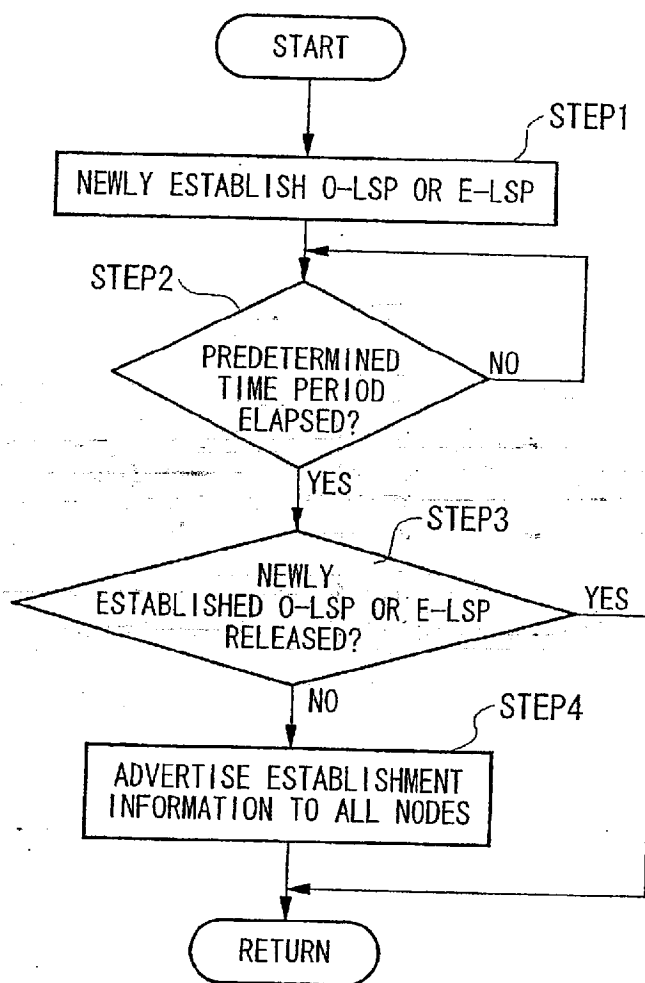 START
STEP1
NEWLY ESTABLISH O-LSP OR E-LSP
STEP2
PREDETERMINED
TIME PERIOD
ELAPSED?
NO
YES
STEP3
NEWLY
ESTABLISHED O-LSP OR E-LSP
RELEASED?
YES
NO
STEP4
ADVERTISE ESTABLISHMENT
INFORMATION TO ALL NODES
RETURN